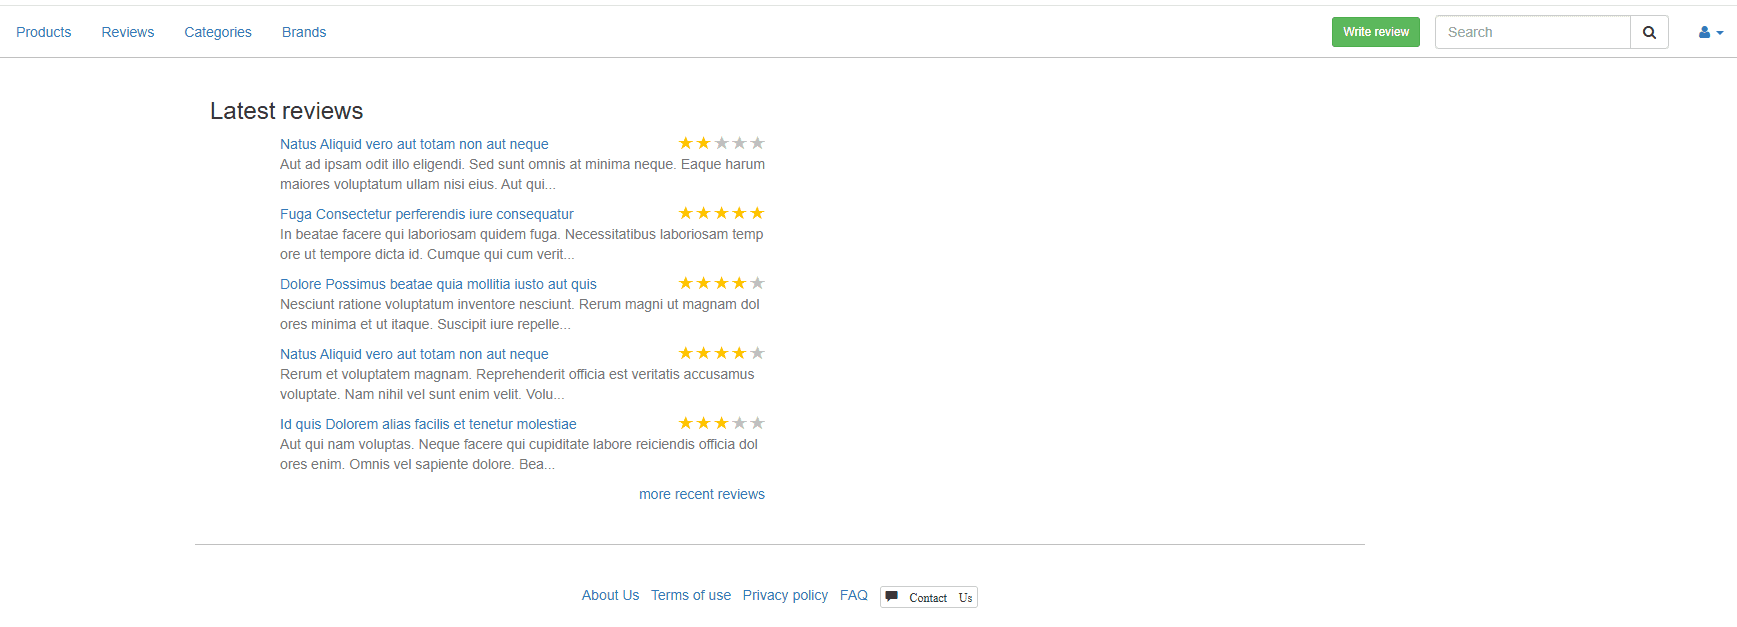 Products Reviews Categories Brands Write review Search
Latest reviews
Natus Aliquid vero aut totam non aut neque
Aut ad ipsam odit illo eligendi. Sed sunt omnis at minima neque. Eaque harum
maiores voluptatum ullam nisi eius. Aut qui...
Fuga Consectetur perferendis iure consequatur
In beatae facere qui laboriosam quidem fuga. Necessitatibus laboriosam temp
ore ut tempore dicta id. Cumque qui cum verit...
Dolore Possimus beatae quia mollitia iusto aut quis
Nesciunt ratione voluptatum inventore nesciunt. Rerum magni ut magnam dol
ores minima et ut itaque. Suscipit iure repelle...
Natus Aliquid vero aut totam non aut neque
Rerum et voluptatem magnam. Reprehenderit officia est veritatis accusamus
voluptate. Nam nihil vel sunt enim velit. Volu...
Id quis Dolorem alias facilis et tenetur molestiae
Aut qui nam voluptas. Neque facere qui cupiditate labore reiciendis officia dol
ores enim. Omnis vel sapiente dolore. Bea...
more recent reviews
About Us Terms of use Privacy policy FAQ Contact Us